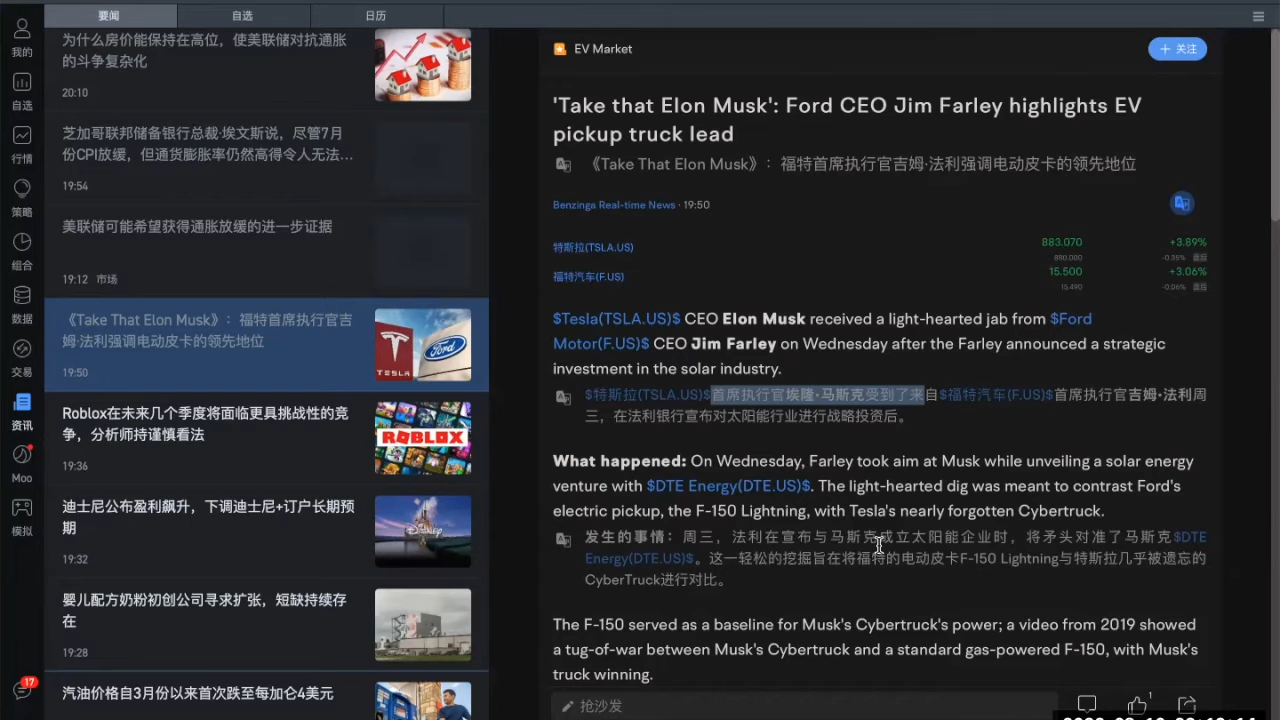 要闻
自选
日历
我的
自选
行情
策略
组合
数据
交易
资讯
Moo
模拟
17
为什么房价能保持在高位，使美联储对抗通胀
的斗争复杂化
20:10
芝加哥联邦储备银行总裁·埃文斯说，尽管7月
份CPI放缓，但通货膨胀率仍然高得令人无法...
19:54
美联储可能希望获得通胀放缓的进一步证据
19:12 市场
《Take That Elon Musk》：福特首席执行官吉
姆·法利强调电动皮卡的领先地位
19:50
TESLA
Ford
Roblox在未来几个季度将面临更具挑战性的竞
争，分析师持谨慎看法
19:36
ROBLOX
迪士尼公布盈利飙升，下调迪士尼+订户长期预
期
19:32
DISNEY
婴儿配方奶粉初创公司寻求扩张，短缺持续存
在
19:28
汽油价格自3月份以来首次跌至每加仑4美元
EV Market
＋ 关注
'Take that Elon Musk': Ford CEO Jim Farley highlights EV
pickup truck lead
《Take That Elon Musk》：福特首席执行官吉姆·法利强调电动皮卡的领先地位
Benzinga Real-time News · 19:50
特斯拉(TSLA.US) 883.070 +3.89%
880.000 -0.35% 盘后
福特汽车(F.US) 15.500 +3.06%
15.490 -0.06% 盘后
$Tesla(TSLA.US)$ CEO Elon Musk received a light-hearted jab from $Ford
Motor(F.US)$ CEO Jim Farley on Wednesday after the Farley announced a strategic
investment in the solar industry.
$特斯拉(TSLA.US)$首席执行官埃隆·马斯克受到了来自$福特汽车(F.US)$首席执行官吉姆·法利周
三，在法利银行宣布对太阳能行业进行战略投资后。
What happened: On Wednesday, Farley took aim at Musk while unveiling a solar energy
venture with $DTE Energy(DTE.US)$. The light-hearted dig was meant to contrast Ford's
electric pickup, the F-150 Lightning, with Tesla's nearly forgotten Cybertruck.
发生的事情：周三，法利在宣布与马斯克成立太阳能企业时，将矛头对准了马斯克$DTE
Energy(DTE.US)$。这一轻松的挖掘旨在将福特的电动皮卡F-150 Lightning与特斯拉几乎被遗忘的
CyberTruck进行对比。
The F-150 served as a baseline for Musk's Cybertruck's power; a video from 2019 showed
a tug-of-war between Musk's Cybertruck and a standard gas-powered F-150, with Musk's
truck winning.
抢沙发
1